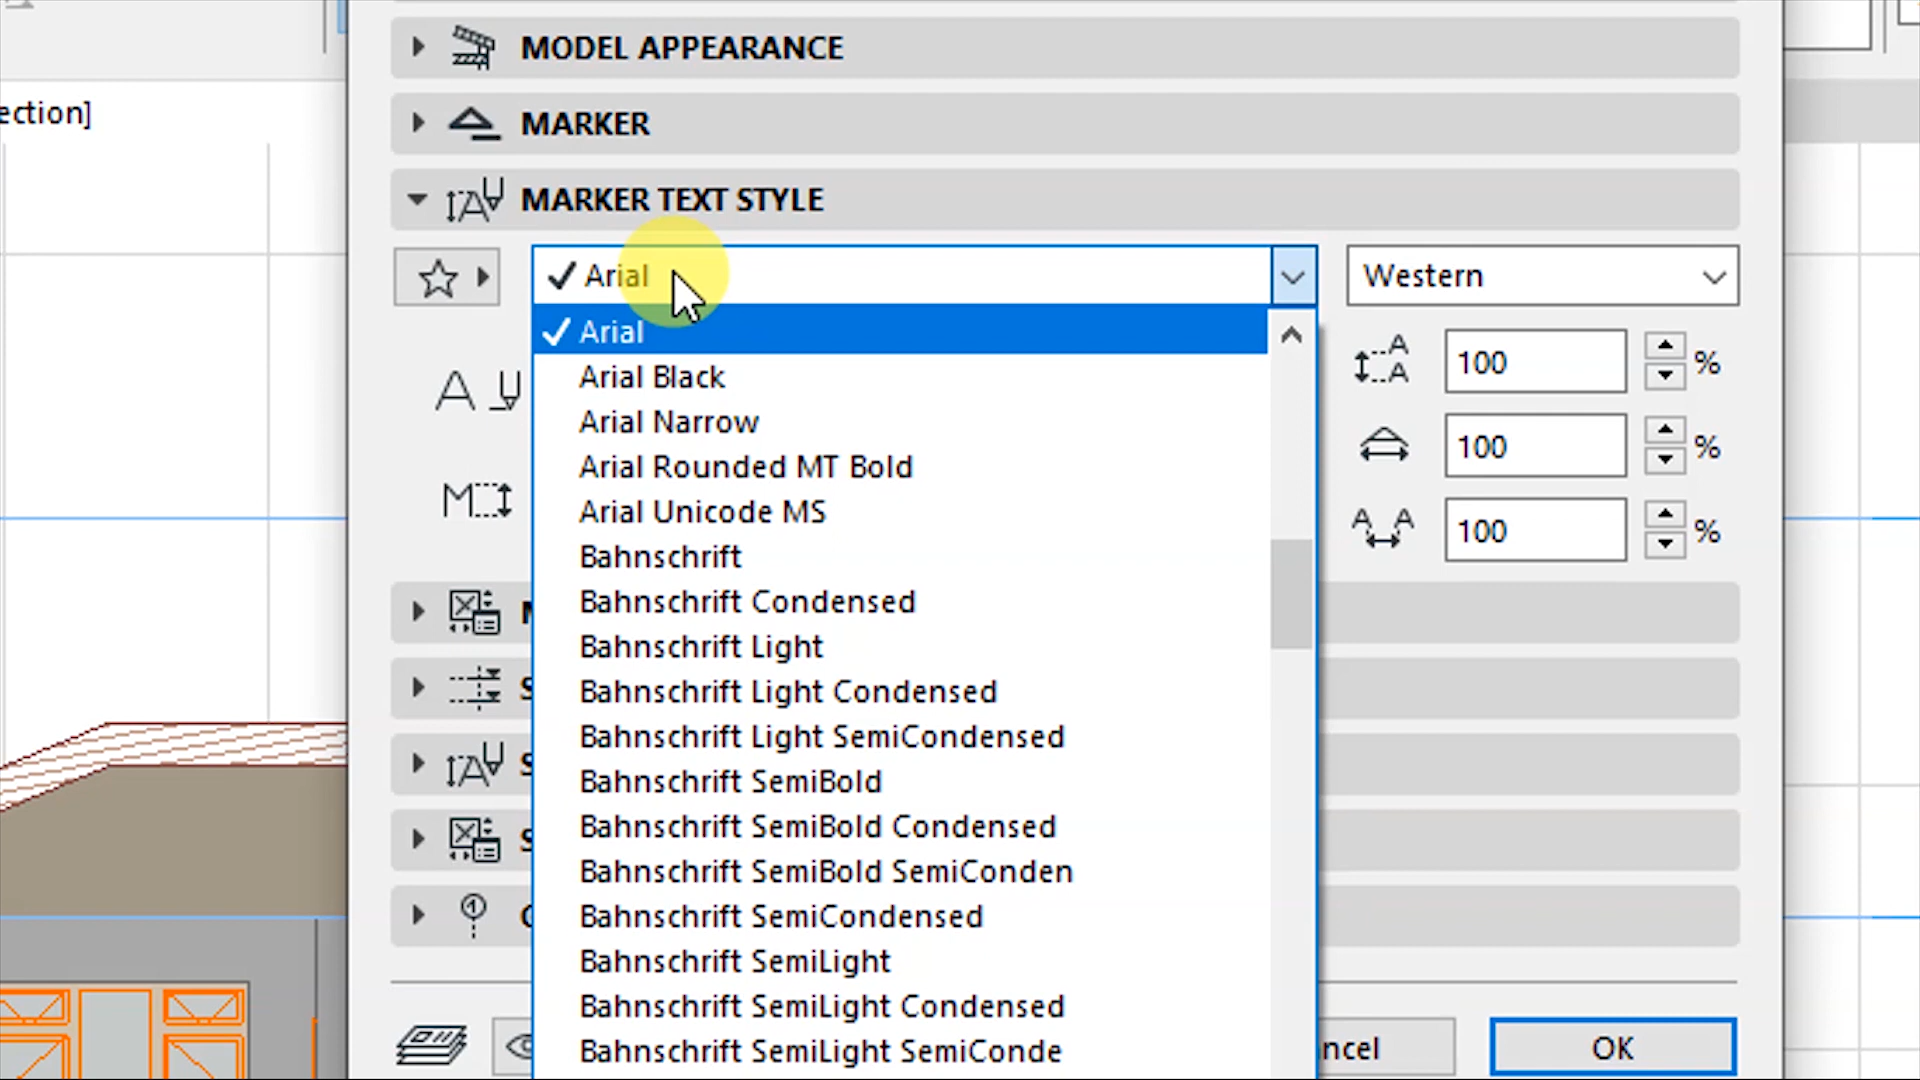 MODEL APPEARANCE
ection]
MARKER
MARKER TEXT STYLE
Arial
Western
Arial
Arial Black
Arial Narrow
Arial Rounded MT Bold
Arial Unicode MS
Bahnschrift
Bahnschrift Condensed
Bahnschrift Light
Bahnschrift Light Condensed
Bahnschrift Light SemiCondensed
Bahnschrift SemiBold
Bahnschrift SemiBold Condensed
Bahnschrift SemiBold SemiConden
Bahnschrift SemiCondensed
Bahnschrift SemiLight
Bahnschrift SemiLight Condensed
Bahnschrift SemiLight SemiConde
100 %
100 %
100 %
ncel
OK